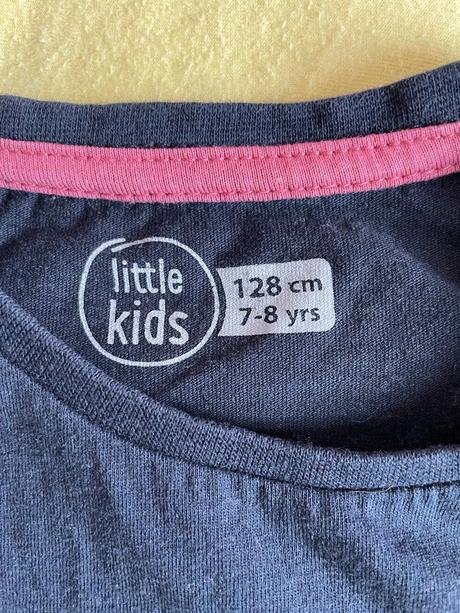 little
kids
128 cm
7-8 yrs